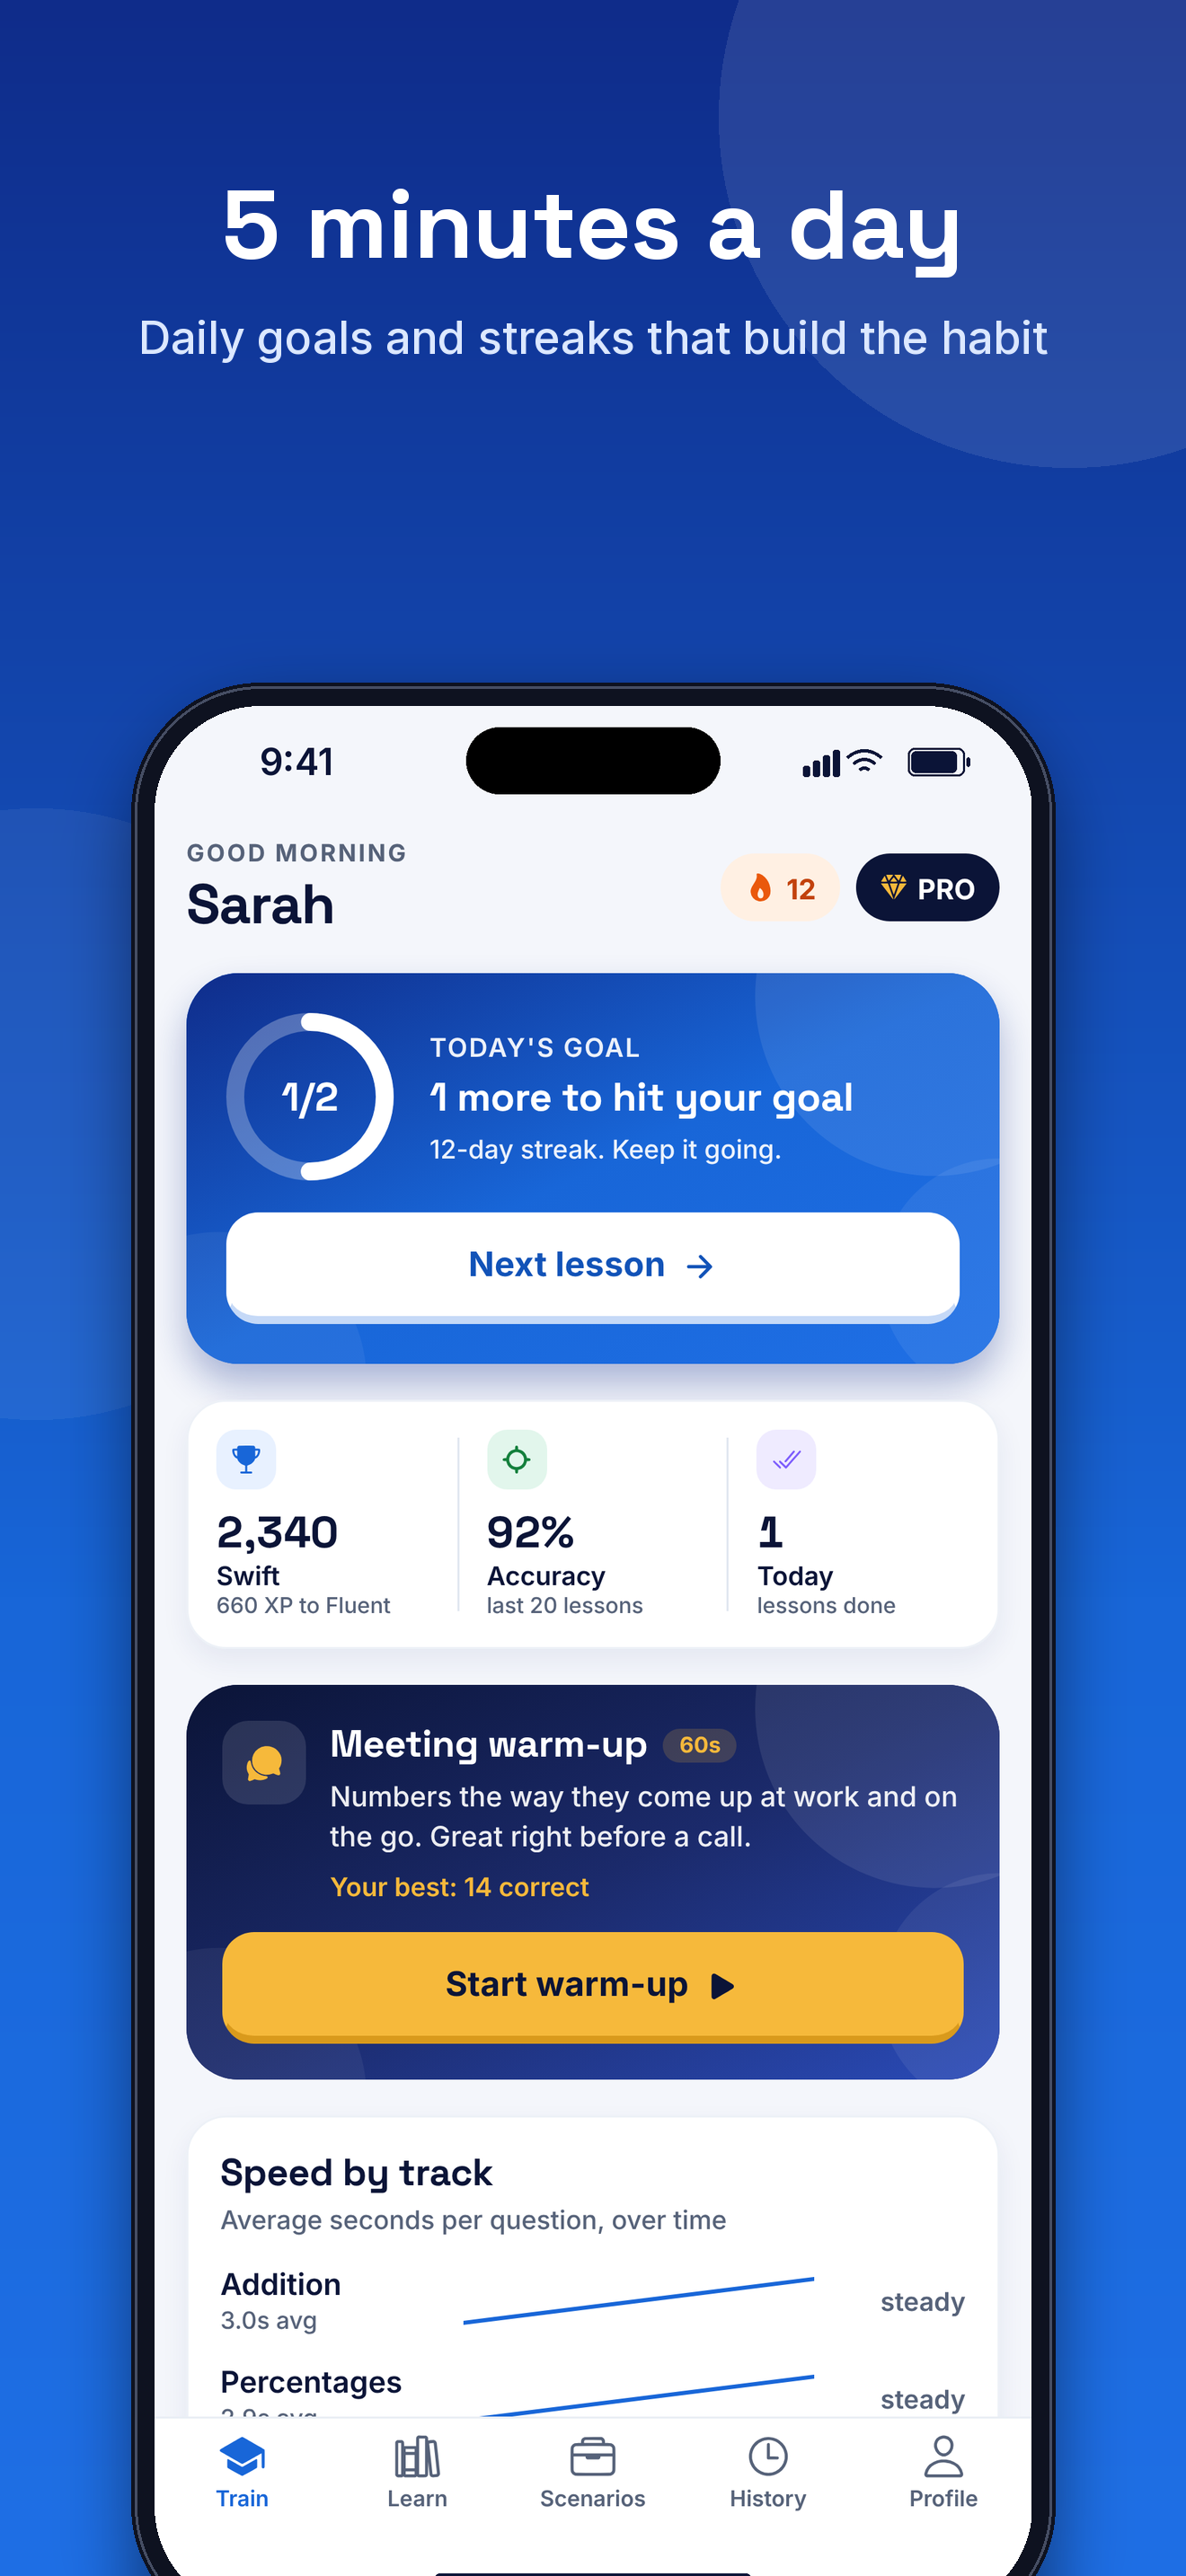 5 minutes a day
Daily goals and streaks that build the habit
9:41
GOOD MORNING
Sarah
12
PRO
1/2
TODAY'S GOAL
1 more to hit your goal
12-day streak. Keep it going.
Next lesson
2,340
Swift
660 XP to Fluent
92%
Accuracy
last 20 lessons
1
Today
lessons done
Meeting warm-up 60s
Numbers the way they come up at work and on
the go. Great right before a call.
Your best: 14 correct
Start warm-up
Speed by track
Average seconds per question, over time
Addition
3.0s avg
steady
Percentages
steady
Train
Learn
Scenarios
History
Profile